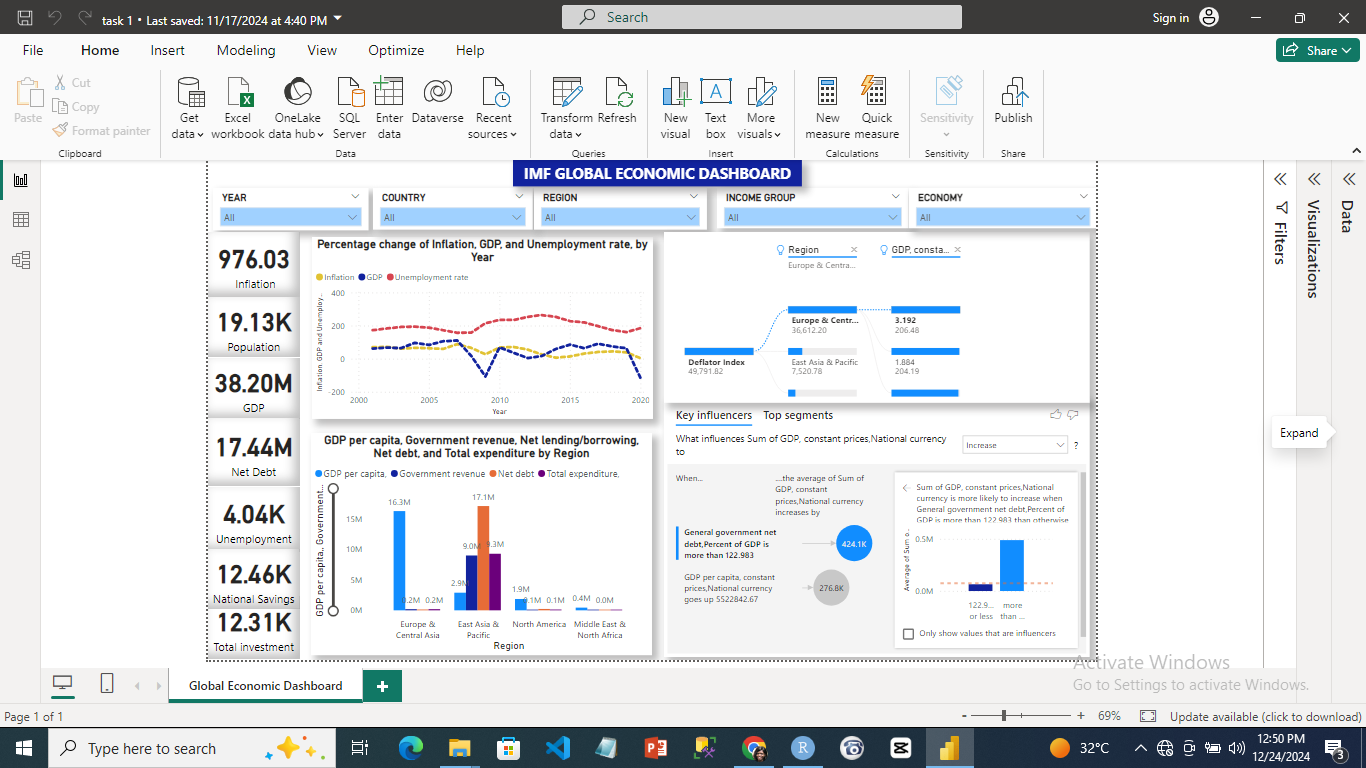 task 1 • Last saved: 11/17/2024 at 4:40 PM
Search
Sign in
File Home Insert Modeling View Optimize Help
Share
Paste
Cut
Copy
Format painter
Clipboard
Get data
Excel workbook
OneLake data hub
SQL Server
Enter data
Dataverse
Recent sources
Data
Transform data
Refresh
Queries
New visual
Text box
More visuals
Insert
New measure
Quick measure
Calculations
Sensitivity
Sensitivity
Publish
Share
IMF GLOBAL ECONOMIC DASHBOARD
YEAR
All
COUNTRY
All
REGION
All
INCOME GROUP
All
ECONOMY
All
976.03
Inflation
19.13K
Population
38.20M
GDP
17.44M
Net Debt
4.04K
Unemployment
12.46K
National Savings
12.31K
Total investment
Percentage change of Inflation, GDP, and Unemployment rate, by
Year
Inflation GDP Unemployment rate
Inflation, GDP and Unemploy...
400
200
0
-200
2000 2005 2010 2015 2020
Year
GDP per capita, Government revenue, Net lending/borrowing,
Net debt, and Total expenditure by Region
GDP per capita, Government revenue Net debt Total expenditure,
GDP per capita,, Government...
15M
10M
5M
0M
16.3M
0.2M 0.2M
2.9M
9.0M
17.1M
9.3M
1.9M
0.1M 0.1M
0.4M 0.0M
Europe &
Central Asia
East Asia &
Pacific
North America
Middle East &
North Africa
Region
Region
Europe & Centra...
GDP, consta...
Deflator Index
49,791.82
Europe & Centr...
36,612.20
East Asia & Pacific
7,520.78
3.192
206.48
1.884
204.19
Key influencers Top segments
What influences Sum of GDP, constant prices,National currency
to
Increase
?
When...
...the average of Sum of
GDP, constant
prices,National currency
increases by
General government net
debt,Percent of GDP is
more than 122.983
424.1K
GDP per capita, constant
prices,National currency
goes up 5522842.67
276.8K
Sum of GDP, constant prices,National
currency is more likely to increase when
General government net debt,Percent of
GDP is more than 122.983 than otherwise
Average of Sum o...
0.5M
0.0M
122.9...
or less
more
than ...
Only show values that are influencers
Filters
Visualizations
Data
Expand
Activate Windows
Go to Settings to activate Windows.
Global Economic Dashboard
+
Page 1 of 1
- + 69%
Update available (click to download)
Type here to search
32°C
12:50 PM
12/24/2024
3